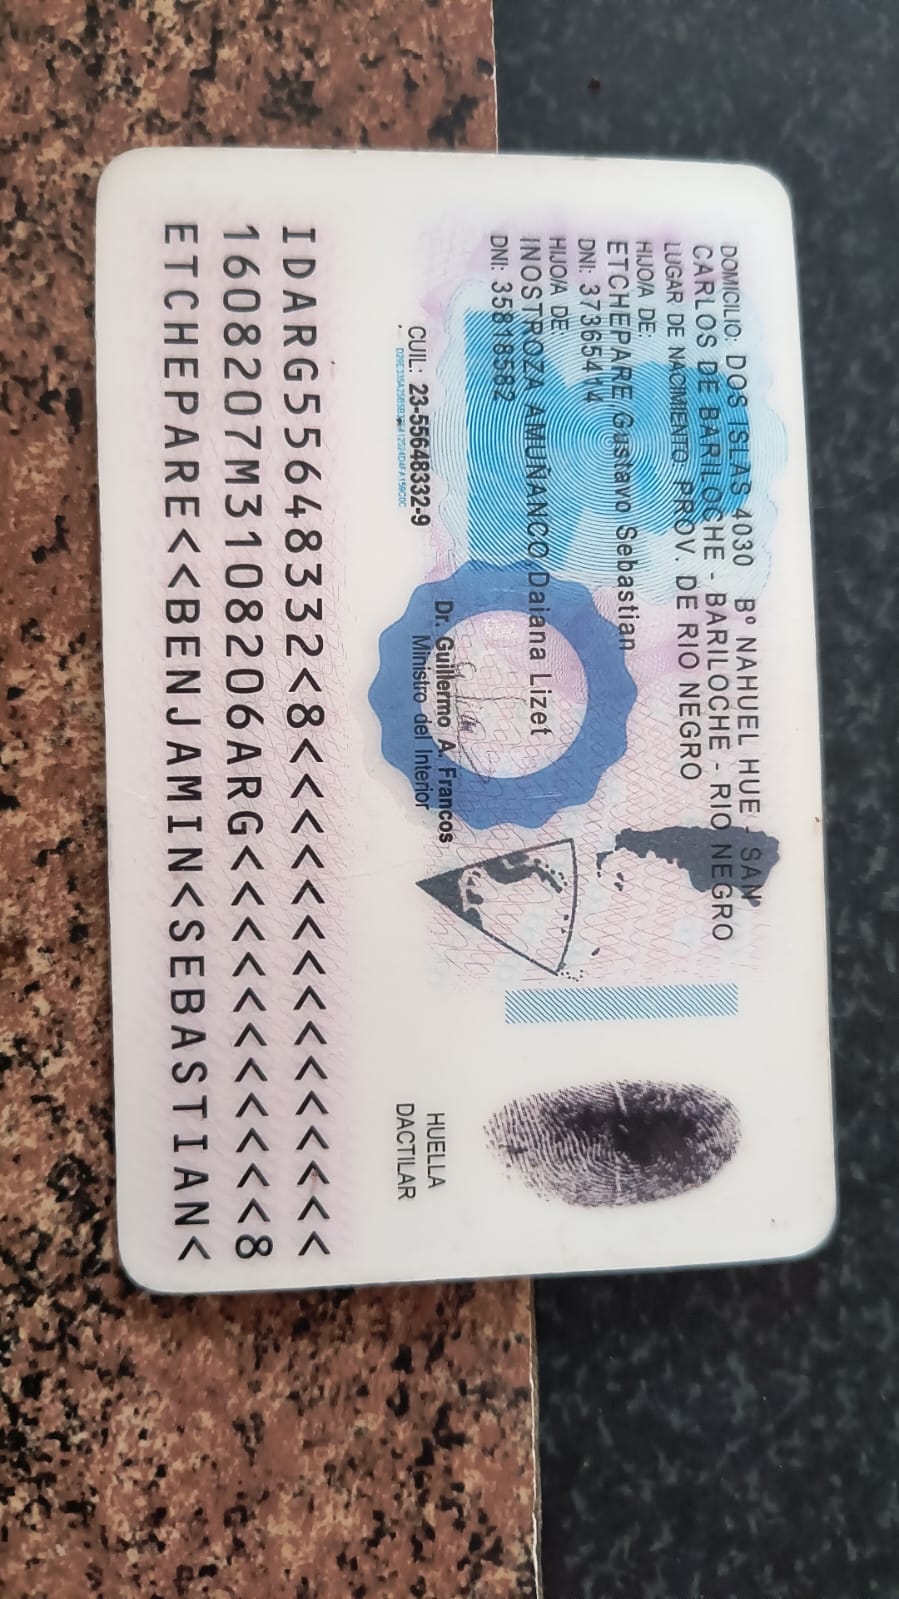 DOMICILIO: DOS ISLAS 4030 Bº NAHUEL HUE - SAN
CARLOS DE BARILOCHE - BARILOCHE - RIO NEGRO
LUGAR DE NACIMIENTO: PROV. DE RIO NEGRO
HIJO/A DE:
ETCHEPARE Gustavo Sebastian
DNI: 37365414
HIJO/A DE
INOSTROZA AMUÑANCO,Daiana Lizet
DNI: 35818582
Dr. Guillermo A. Francos
Ministro del Interior
CUIL: 23-55648332-9
HUELLA
DACTILAR
IDARG55648332<8<<<<<<<<<<<<<<<
1608207M3108206ARG<<<<<<<<<<<8
ETCHEPARE<<BENJAMIN<SEBASTIAN<